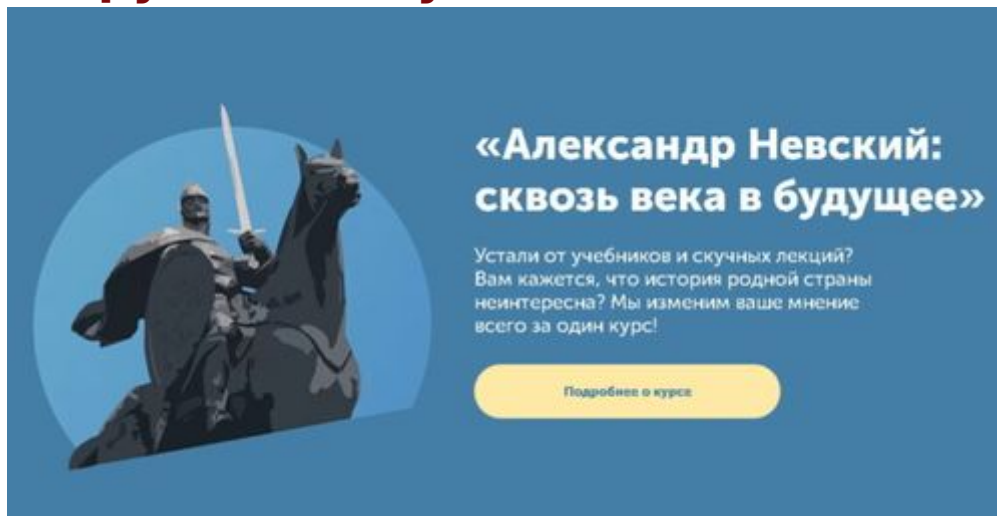 «Александр Невский:
сквозь века в будущее»
Устали от учебников и скучных лекций?
Вам кажется, что история родной страны
неинтересна? Мы изменим ваше мнение
всего за один курс!
Подробнее о курсе